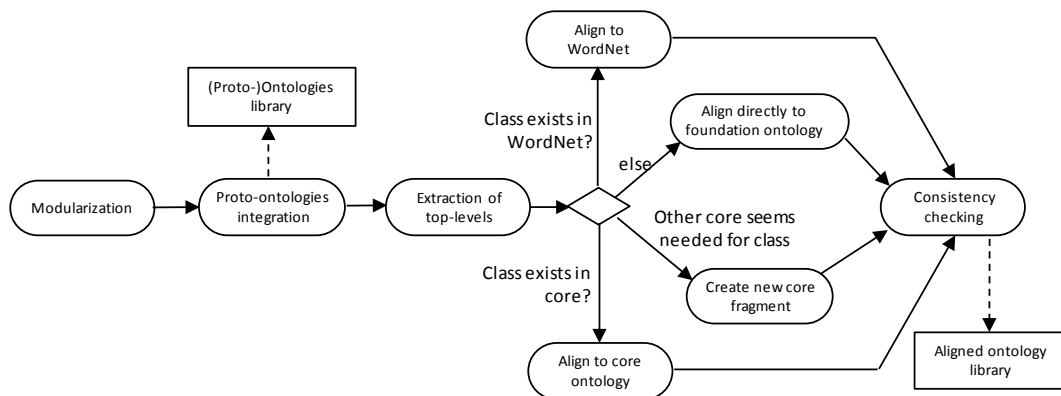 Align to
WordNet
(Proto-)Ontologies
library
Class exists in
WordNet?
Align directly to
foundation ontology
else
Modularization
Proto-ontologies
integration
Extraction of
top-levels
Other core seems
needed for class
Consistency
checking
Class exists in
core?
Create new core
fragment
Align to core
ontology
Aligned ontology
library